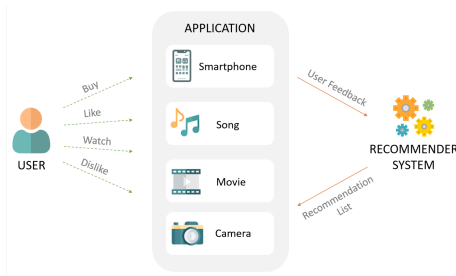 APPLICATION
Smartphone
Buy
User Feedback
Like
Song
Watch
USER
Dislike
RECOMMENDER
SYSTEM
Movie
Recommendation
List
Camera